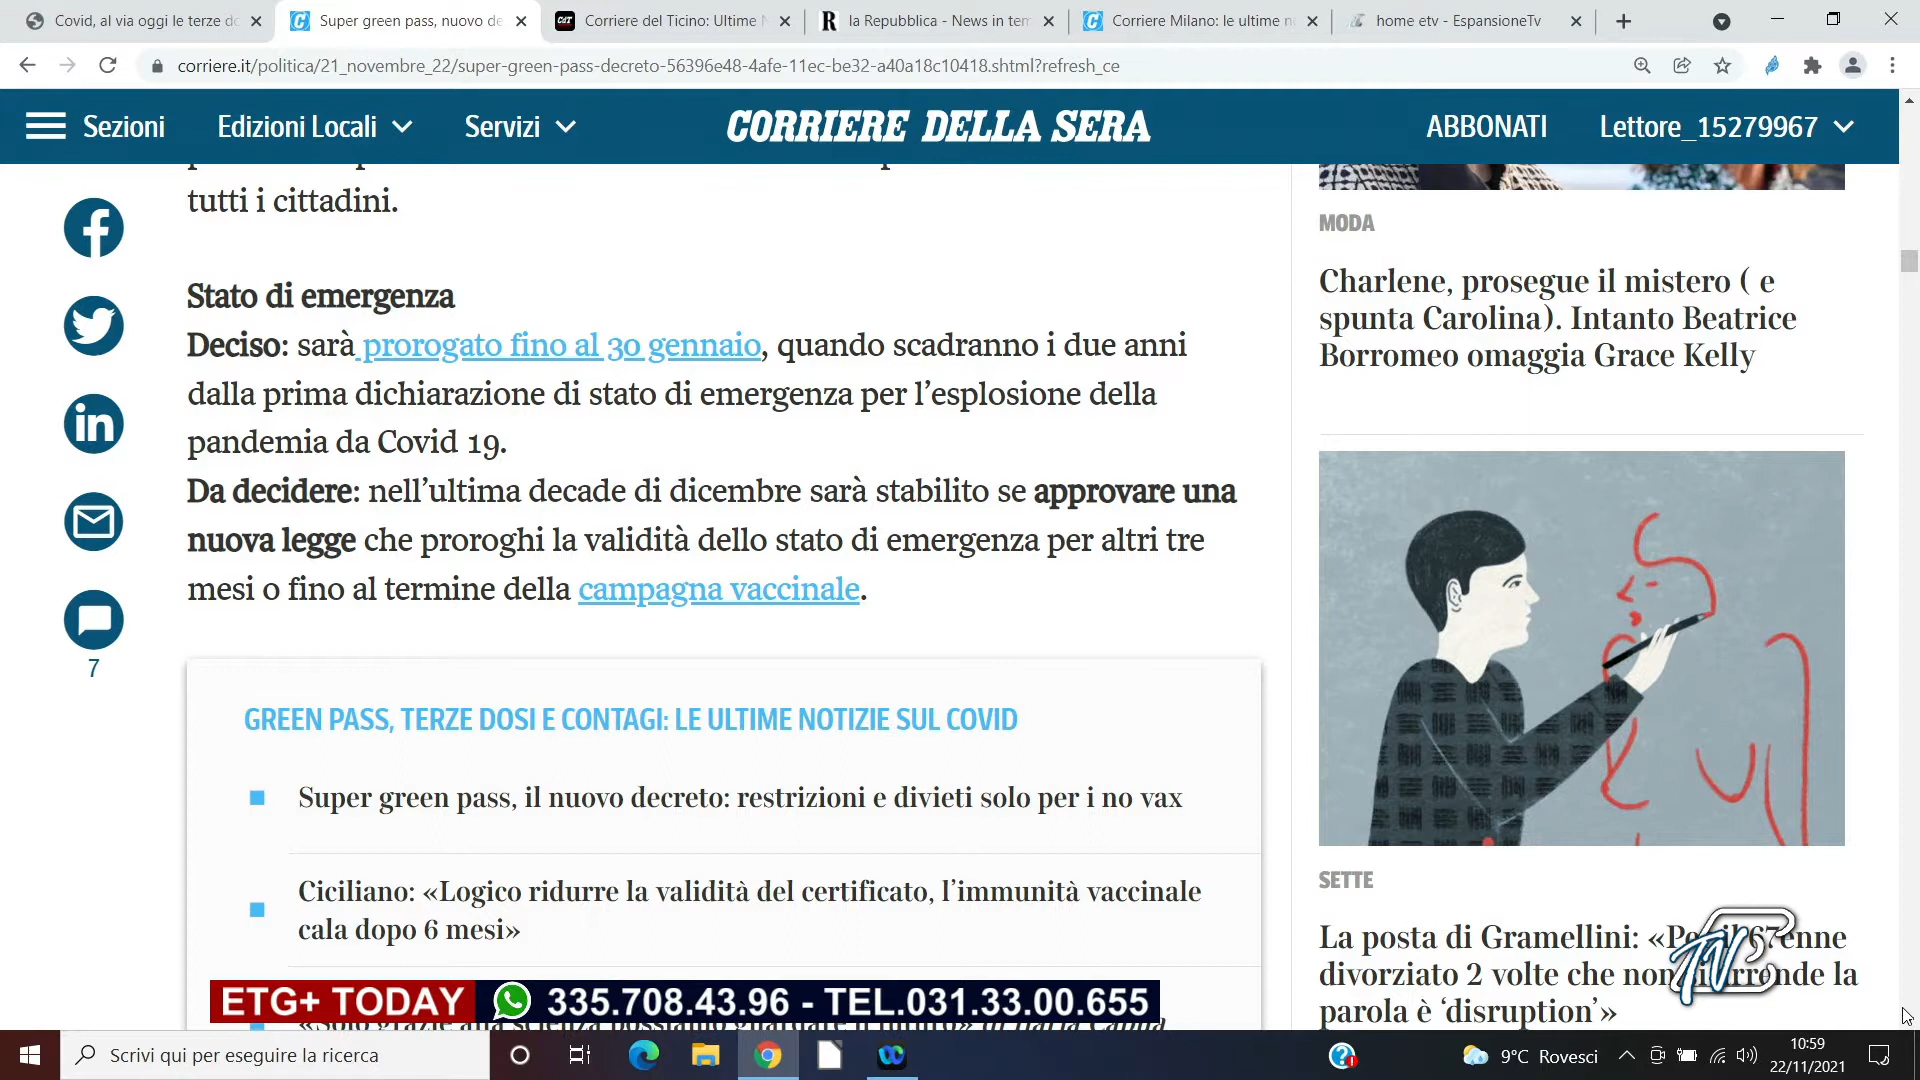 Covid, al via oggi le terze do
Super green pass, nuovo de
CdT
Corriere del Ticino: Ultime N
R
la Repubblica - News in tem
Corriere Milano: le ultime n
home etv - EspansioneTv
corriere.it/politica/21_novembre_22/super-green-pass-decreto-56396e48-4afe-11ec-be32-a40a18c10418.shtml?refresh_ce
Sezioni
Edizioni Locali
Servizi
CORRIERE DELLA SERA
ABBONATI
Lettore_15279967
tutti i cittadini.
Stato di emergenza
Deciso: sarà prorogato fino al 30 gennaio, quando scadranno i due anni
dalla prima dichiarazione di stato di emergenza per l’esplosione della
pandemia da Covid 19.
Da decidere: nell’ultima decade di dicembre sarà stabilito se approvare una
nuova legge che proroghi la validità dello stato di emergenza per altri tre
mesi o fino al termine della campagna vaccinale.
7
GREEN PASS, TERZE DOSI E CONTAGI: LE ULTIME NOTIZIE SUL COVID
Super green pass, il nuovo decreto: restrizioni e divieti solo per i no vax
Ciciliano: «Logico ridurre la validità del certificato, l’immunità vaccinale
cala dopo 6 mesi»
MODA
Charlene, prosegue il mistero ( e
spunta Carolina). Intanto Beatrice
Borromeo omaggia Grace Kelly
SETTE
La posta di Gramellini: «Per il 67enne
divorziato 2 volte che non si arrende la
parola è ‘disruption’»
ETG+ TODAY 335.708.43.96 - TEL.031.33.00.655
Scrivi qui per eseguire la ricerca
9°C Rovesci
10:59
22/11/2021